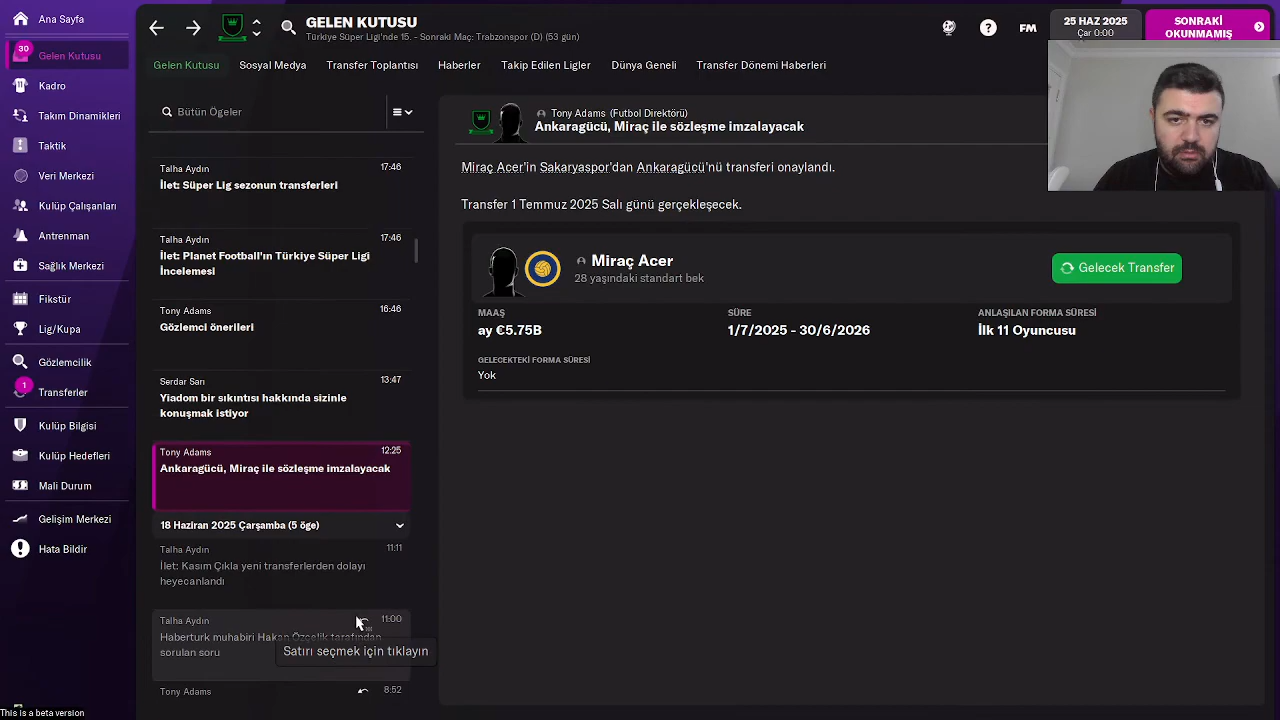 Ana Sayfa
30
Gelen Kutusu
Kadro
Takım Dinamikleri
Taktik
Veri Merkezi
Kulüp Çalışanları
Antrenman
Sağlık Merkezi
Fikstür
Lig/Kupa
Gözlemcilik
1
Transferler
Kulüp Bilgisi
Kulüp Hedefleri
Mali Durum
Gelişim Merkezi
Hata Bildir
This is a beta version
GELEN KUTUSU
Türkiye Süper Ligi'nde 15. - Sonraki Maç: Trabzonspor (D) (53 gün)
?
FM
25 HAZ 2025
Çar 0:00
SONRAKİ
OKUNMAMIŞ
Gelen Kutusu
Sosyal Medya
Transfer Toplantısı
Haberler
Takip Edilen Ligler
Dünya Geneli
Transfer Dönemi Haberleri
Bütün Ögeler
Talha Aydın 17:46
İlet: Süper Lig sezonun transferleri
Talha Aydın 17:46
İlet: Planet Football'ın Türkiye Süper Ligi
İncelemesi
Tony Adams 16:46
Gözlemci önerileri
Serdar Sarı 13:47
Yiadom bir sıkıntısı hakkında sizinle
konuşmak istiyor
Tony Adams 12:25
Ankaragücü, Miraç ile sözleşme imzalayacak
18 Haziran 2025 Çarşamba (5 öge)
Talha Aydın 11:11
İlet: Kasım Çıkla yeni transferlerden dolayı
heyecanlandı
Talha Aydın 11:00
Haberturk muhabiri Hakan Özçelik tarafından
sorulan soru
Satırı seçmek için tıklayın
Tony Adams 8:52
Tony Adams (Futbol Direktörü)
Ankaragücü, Miraç ile sözleşme imzalayacak
Miraç Acer'in Sakaryaspor'dan Ankaragücü'nü transferi onaylandı.
Transfer 1 Temmuz 2025 Salı günü gerçekleşecek.
Miraç Acer
28 yaşındaki standart bek
Gelecek Transfer
MAAŞ
ay €5.75B
SÜRE
1/7/2025 - 30/6/2026
ANLAŞILAN FORMA SÜRESİ
İlk 11 Oyuncusu
GELECEKTEKİ FORMA SÜRESİ
Yok